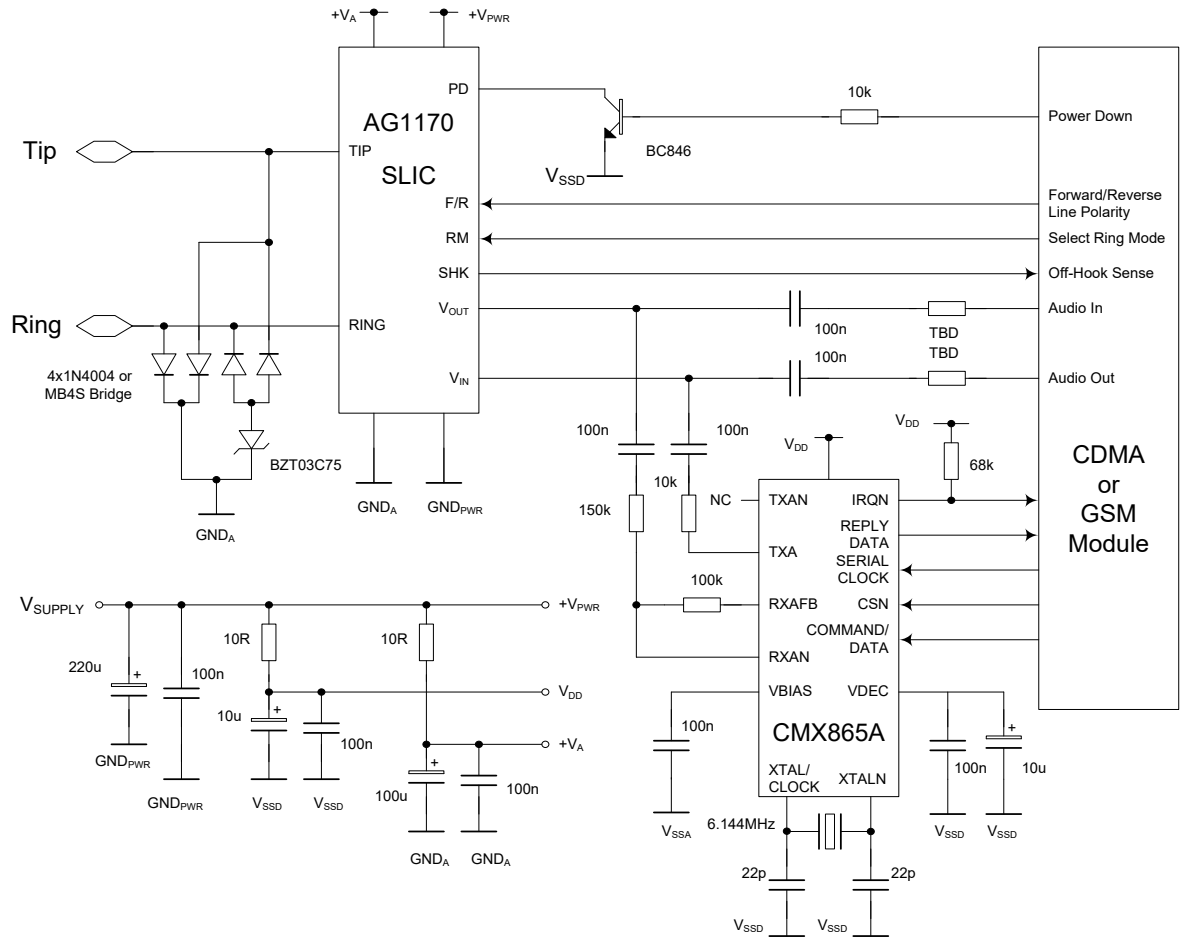 +VA
+VPWR
PD
AG1170
SLIC
TIP
F/R
RM
SHK
VOUT
RING
VIN
Tip
Ring
4x1N4004 or
MB4S Bridge
BZT03C75
GNDA
GNDA
GNDPWR
BC846
VSSD
10k
Power Down
Forward/Reverse
Line Polarity
Select Ring Mode
Off-Hook Sense
Audio In
Audio Out
100n
TBD
TBD
100n
100n
100n
10k
150k
100k
VDD
VDD
68k
CDMA
or
GSM
Module
NC
TXAN
IRQN
REPLY
DATA
TXA
SERIAL
CLOCK
RXAFB
CSN
COMMAND/
DATA
RXAN
VBIAS
VDEC
CMX865A
XTAL/
CLOCK
XTALN
100n
VSSA
6.144MHz
100n
10u
VSSD
VSSD
22p
22p
VSSD
VSSD
VSUPPLY
+VPWR
10R
10R
220u
100n
VDD
10u
100n
+VA
GNDPWR
GNDPWR
VSSD
VSSD
100u
100n
GNDA
GNDA